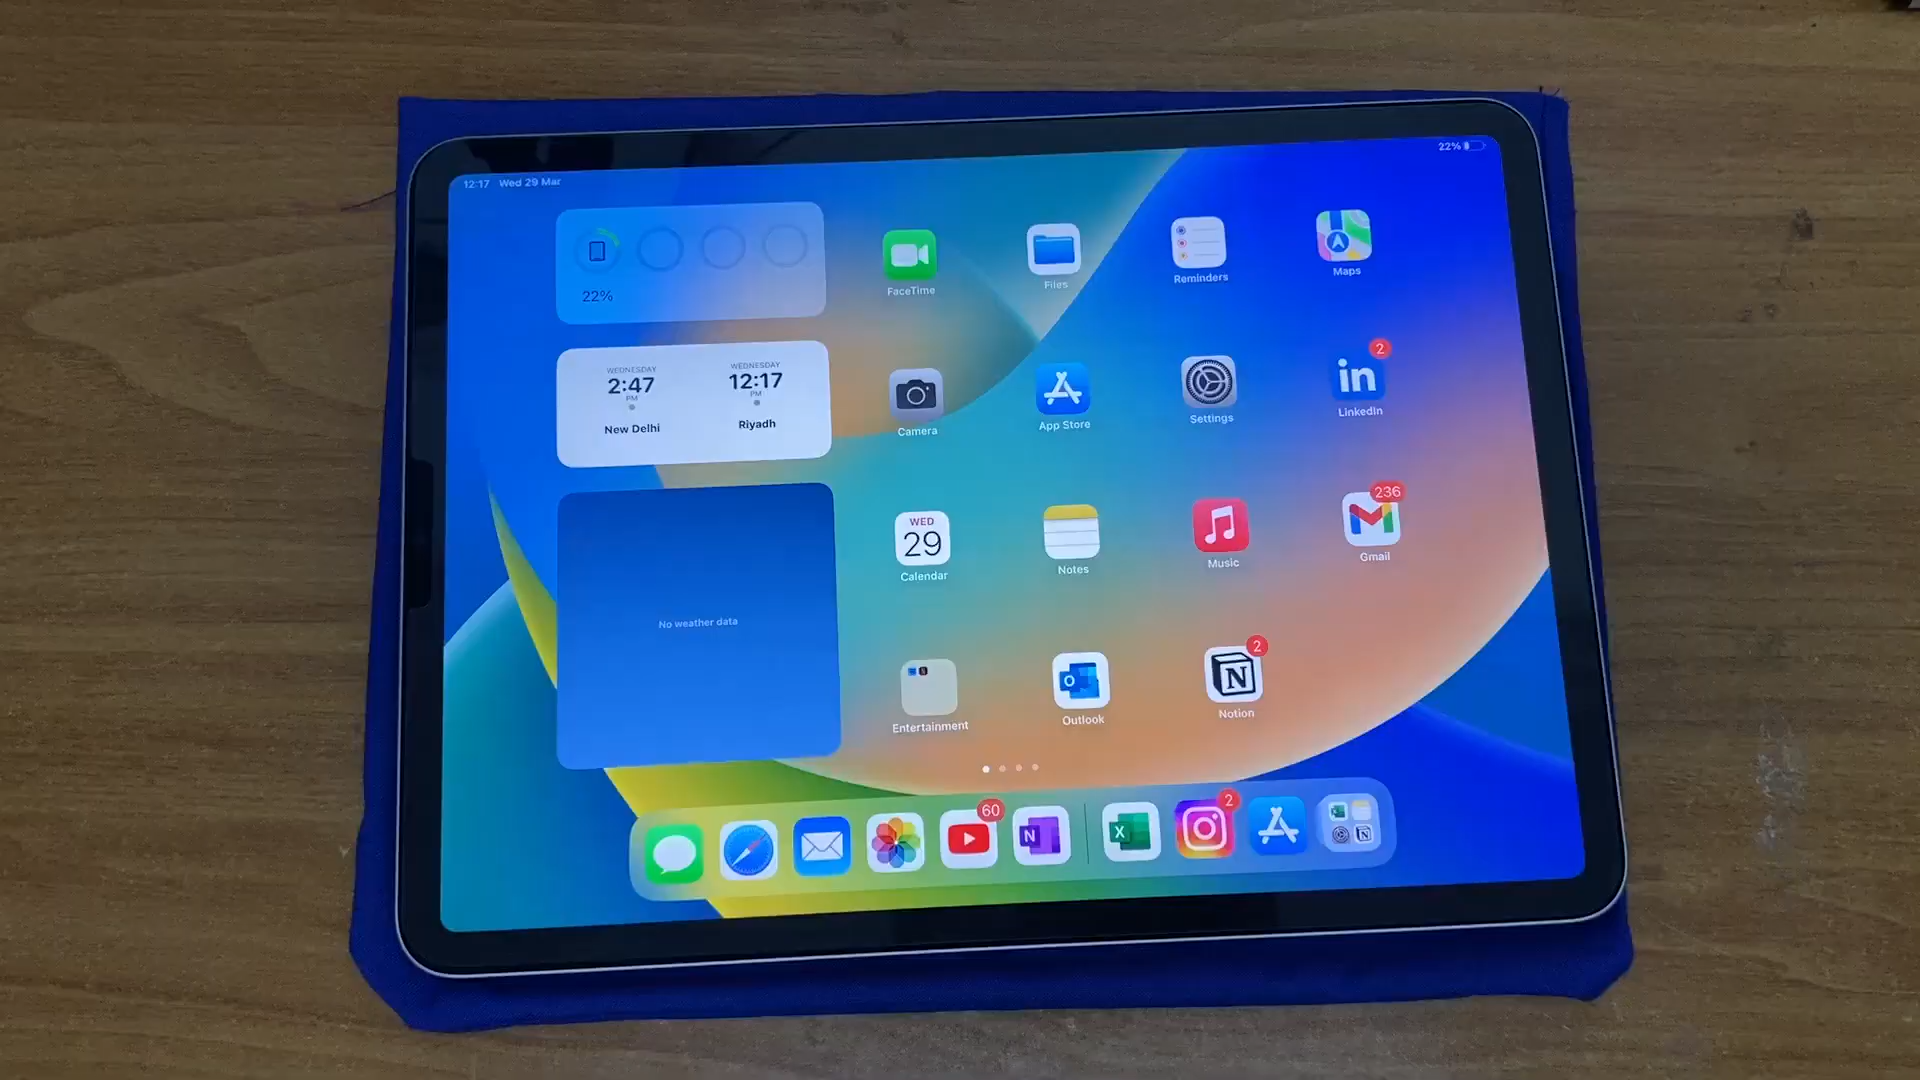 12:17 Wed 29 Mar
22%
22%
WEDNESDAY
2:47
PM
New Delhi
WEDNESDAY
12:17
PM
Riyadh
No weather data
FaceTime
Files
Reminders
Maps
Camera
App Store
Settings
2
in
LinkedIn
WED
29
Calendar
Notes
Music
236
Gmail
Entertainment
O
Outlook
2
N
Notion
60
N
X
2